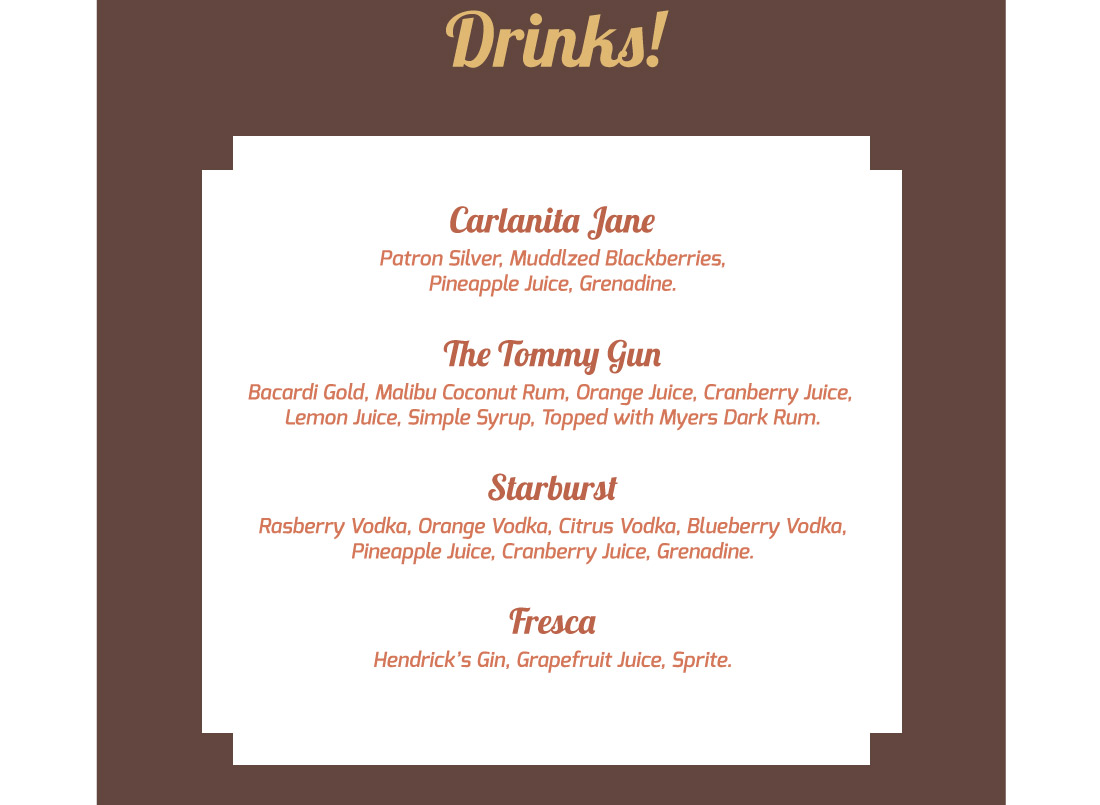 Drinks!
Carlanita Jane
Patron Silver, Muddlzed Blackberries,
Pineapple Juice, Grenadine.
The Tommy Gun
Bacardi Gold, Malibu Coconut Rum, Orange Juice, Cranberry Juice,
Lemon Juice, Simple Syrup, Topped with Myers Dark Rum.
Starburst
Rasberry Vodka, Orange Vodka, Citrus Vodka, Blueberry Vodka,
Pineapple Juice, Cranberry Juice, Grenadine.
Fresca
Hendrick's Gin, Grapefruit Juice, Sprite.